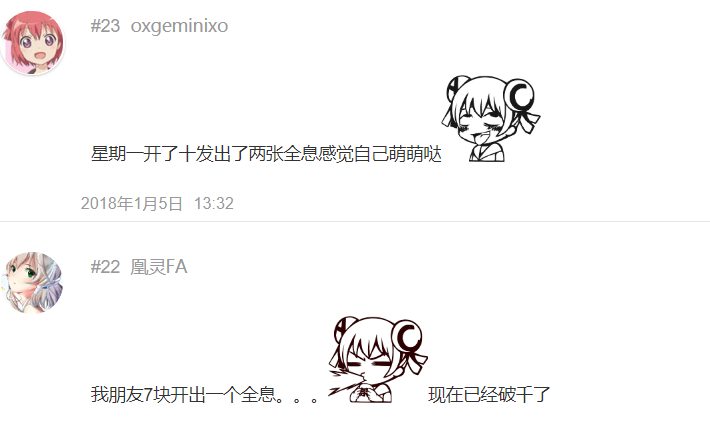 #23 oxgeminixo
星期一开了十发出了两张全息感觉自己萌萌哒
2018年1月5日 13:32
#22 凰灵FA
我朋友7块开出一个全息。。。 现在已经破千了